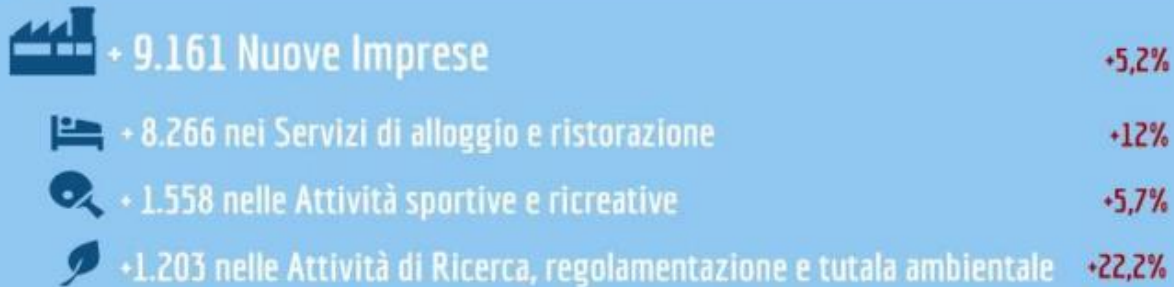 + 9.161 Nuove Imprese +5,2%
+ 8.266 nei Servizi di alloggio e ristorazione +12%
+ 1.558 nelle Attività sportive e ricreative +5,7%
+1.203 nelle Attività di Ricerca, regolamentazione e tutala ambientale +22,2%